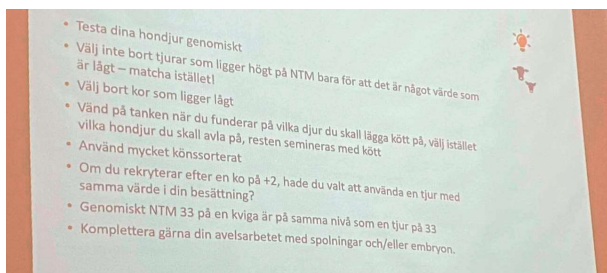 • Testa dina hondjur genomiskt
• Välj inte bort tjurar som ligger högt på NTM bara för att det är något värde som
är lågt – matcha istället!
• Välj bort kor som ligger lågt
• Vänd på tanken när du funderar på vilka djur du skall lägga kött på, välj istället
vilka hondjur du skall avla på, resten semineras med kött
• Använd mycket könssorterat
• Om du rekryterar efter en ko på +2, hade du valt att använda en tjur med
samma värde i din besättning?
• Genomiskt NTM 33 på en kviga är på samma nivå som en tjur på 33
• Komplettera gärna din avelsarbetet med spolningar och/eller embryon.